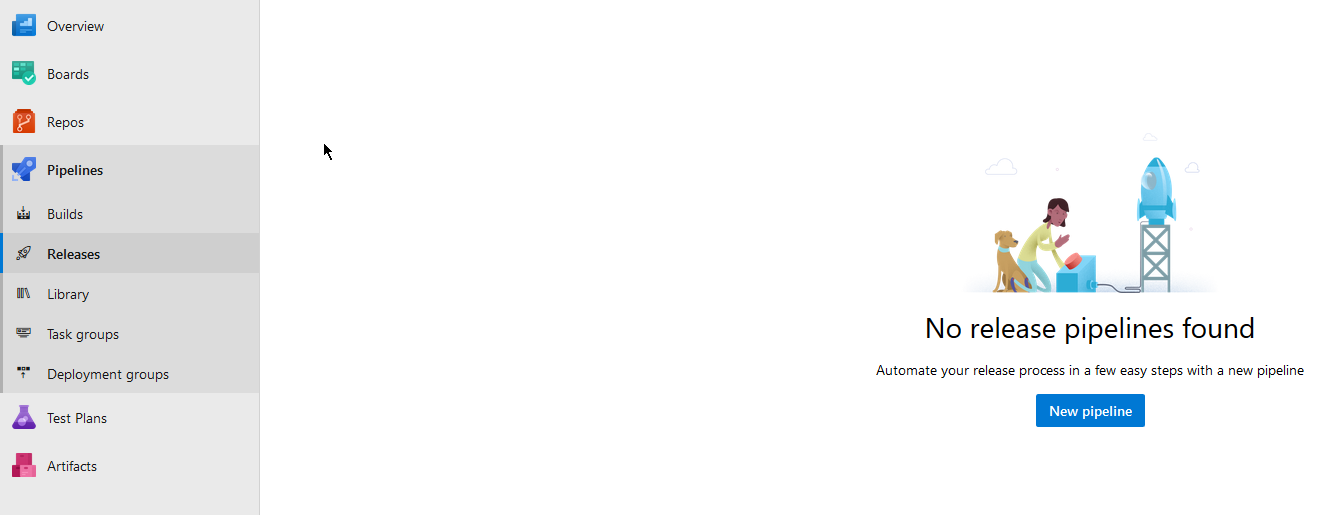 Overview
Boards
Repos
Pipelines
Builds
Releases
Library
Task groups
Deployment groups
Test Plans
Artifacts
No release pipelines found
Automate your release process in a few easy steps with a new pipeline
New pipeline